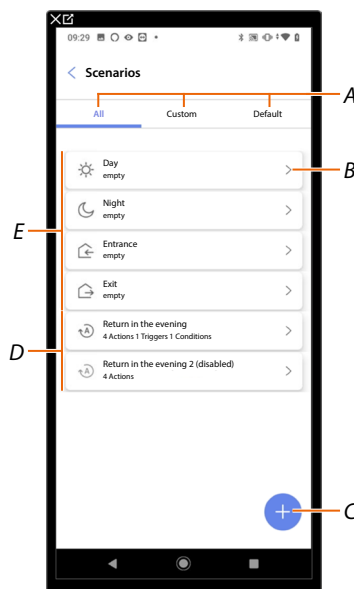 09:29
Scenarios
A
All
Custom
Default
Day
empty
B
Night
empty
E
Entrance
empty
Exit
empty
Return in the evening
4 Actions 1 Triggers 1 Conditions
D
Return in the evening 2 (disabled)
4 Actions
C